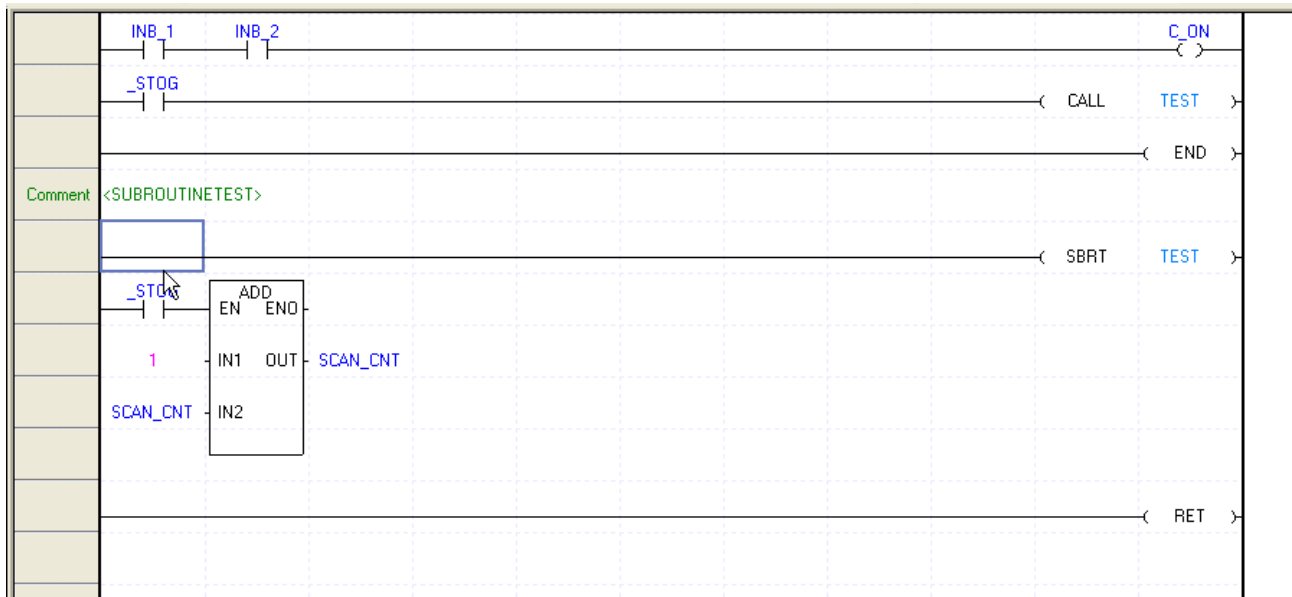 INB_1 INB_2 C_ON
_STOG CALL TEST
END
Comment <SUBROUTINETEST>
SBRT TEST
_STOG ADD
EN ENO
1 IN1 OUT SCAN_CNT
SCAN_CNT IN2
RET